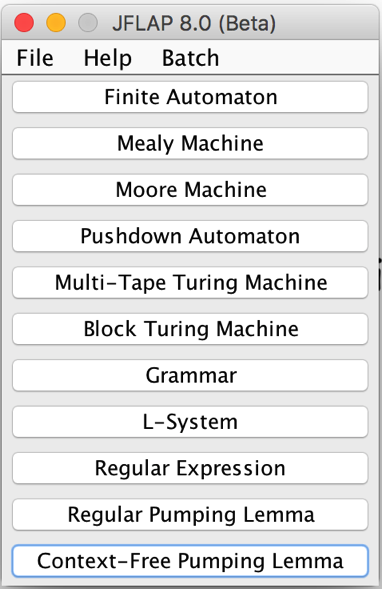 JFLAP 8.0 (Beta)
File Help Batch
Finite Automaton
Mealy Machine
Moore Machine
Pushdown Automaton
Multi-Tape Turing Machine
Block Turing Machine
Grammar
L-System
Regular Expression
Regular Pumping Lemma
Context-Free Pumping Lemma